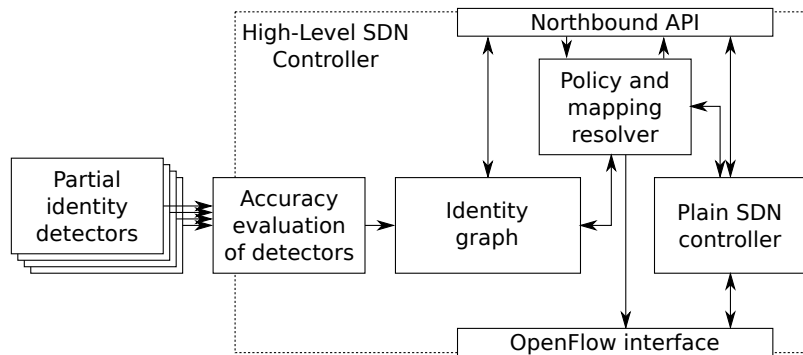 High-Level SDN
Controller
Northbound API
Policy and
mapping
resolver
Partial
identity
detectors
Accuracy
evaluation
of detectors
Identity
graph
Plain SDN
controller
OpenFlow interface